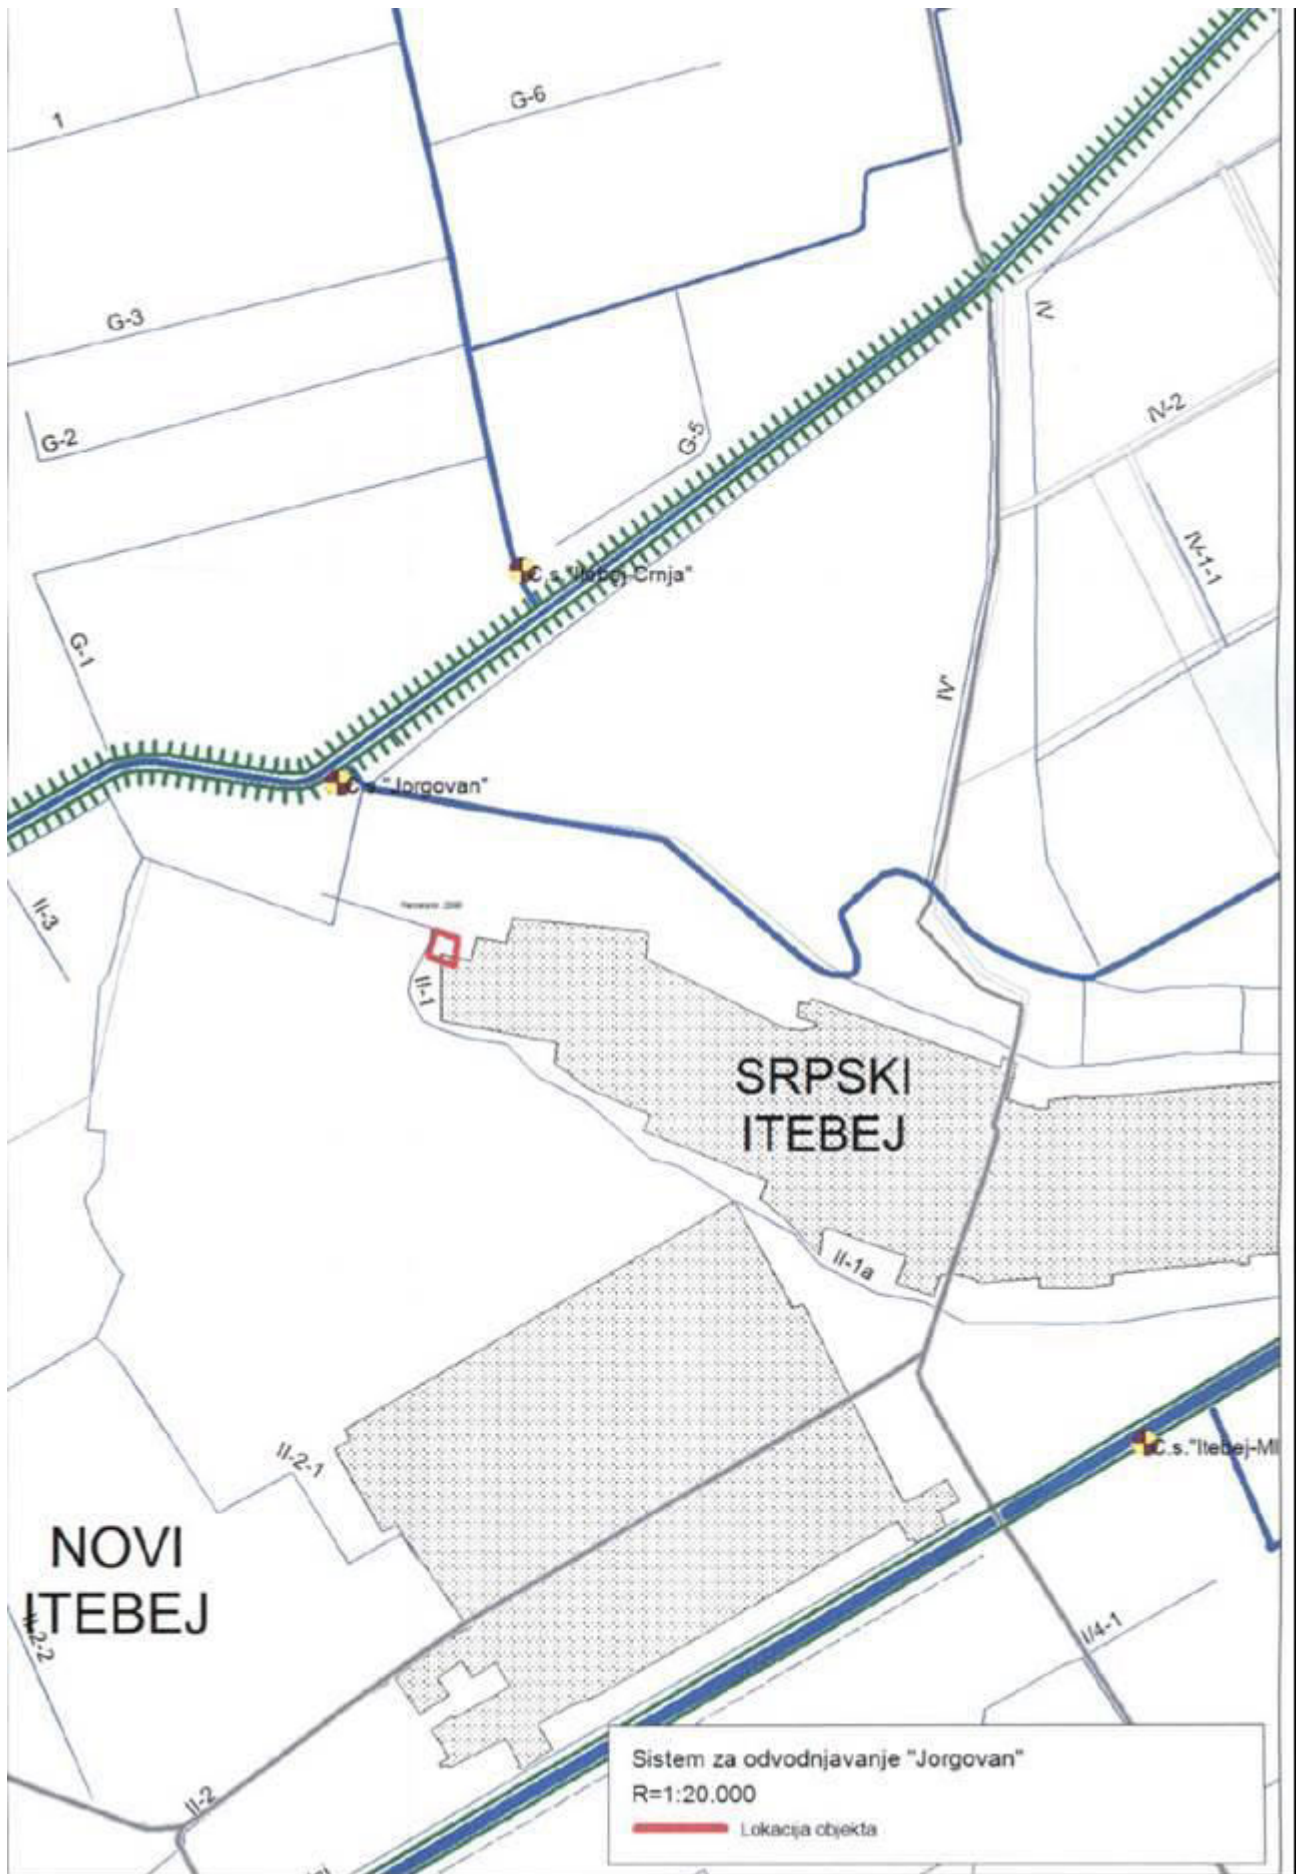 1
G-6
G-3
IV
G-2
IV-2
G-5
C.s."Itebej-Crnja"
IV-1-1
G-1
IV"
C.s."Jorgovan"
II-3
II-1
SRPSKI
ITEBEJ
II-1a
C.s."Itebej-Ml
II-2-1
NOVI
ITEBEJ
II-2-2
I/4-1
Sistem za odvodnjavanje "Jorgovan"
R=1:20.000
II-2
Lokacija objekta